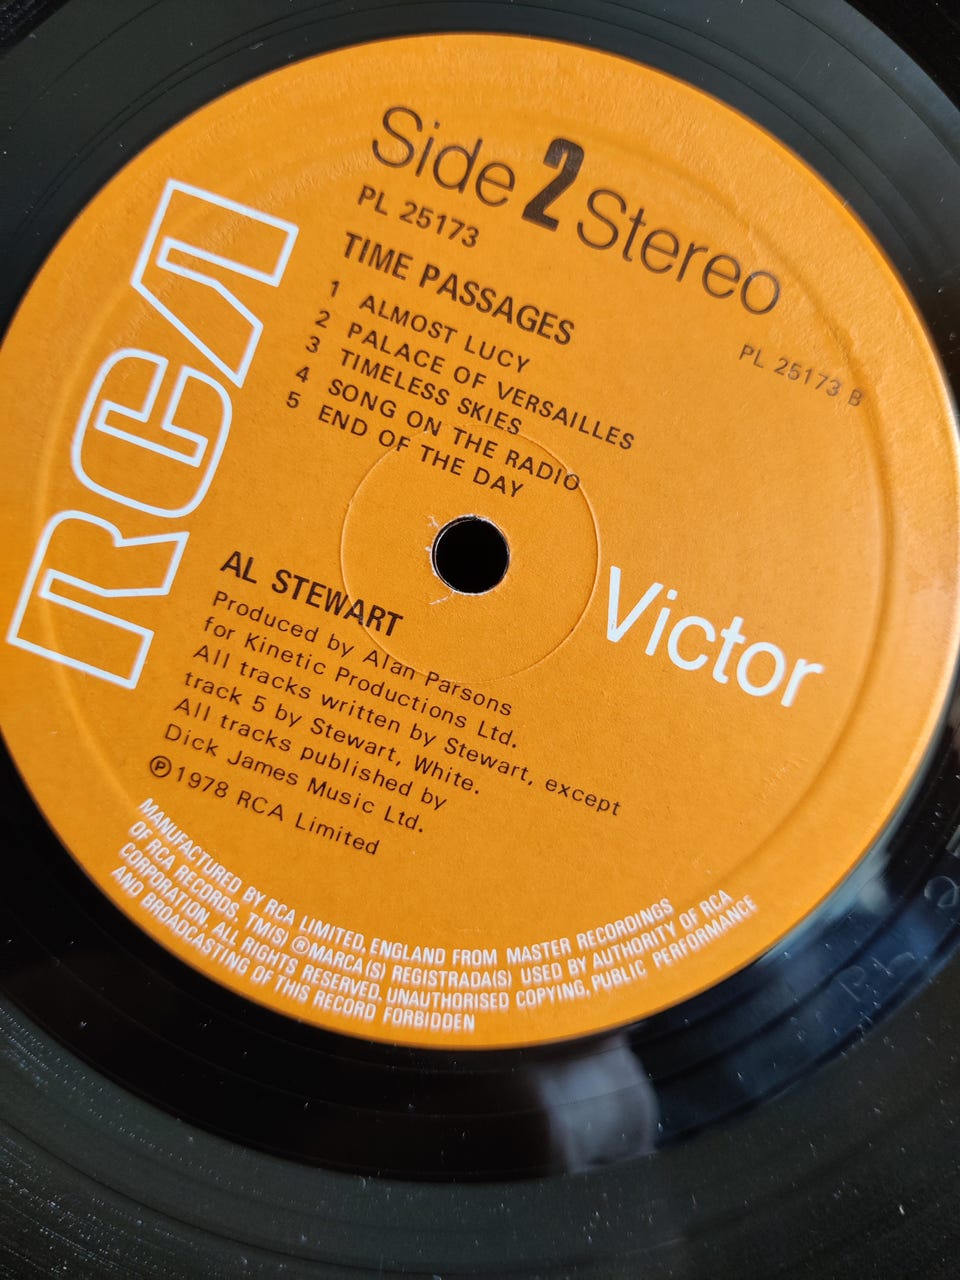 Side 2 Stereo
PL 25173
PL 25173 B
TIME PASSAGES
1 ALMOST LUCY
2 PALACE OF VERSAILLES
3 TIMELESS SKIES
4 SONG ON THE RADIO
5 END OF THE DAY
RCA
Victor
AL STEWART
Produced by Alan Parsons
for Kinetic Productions Ltd.
All tracks written by Stewart, except
track 5 by Stewart, White.
All tracks published by
Dick James Music Ltd.
℗ 1978 RCA Limited
MANUFACTURED BY RCA LIMITED, ENGLAND FROM MASTER RECORDINGS
OF RCA RECORDS, TM(S) ® MARCA(S) REGISTRADA(S) USED BY AUTHORITY OF RCA
CORPORATION, ALL RIGHTS RESERVED, UNAUTHORISED COPYING, PUBLIC PERFORMANCE
AND BROADCASTING OF THIS RECORD FORBIDDEN